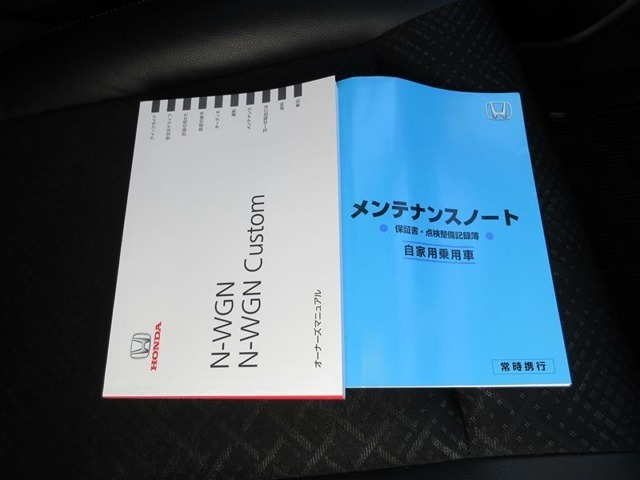 N-WGN
N-WGN Custom
オーナーズマニュアル
HONDA
メンテナンスノート
保証書・点検整備記録簿
自家用乗用車
常時携行